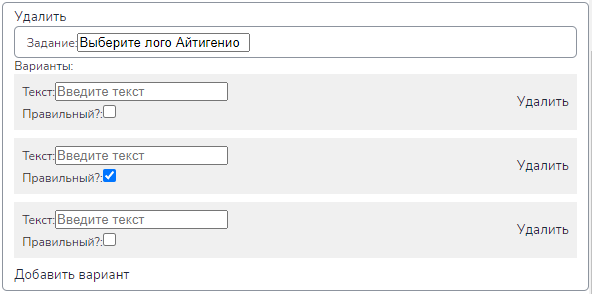 Удалить
Задание: Выберите лого Айтигенио
Варианты:
Текст: Введите текст
Правильный?:
Удалить
Текст: Введите текст
Правильный?:
Удалить
Текст: Введите текст
Правильный?:
Удалить
Добавить вариант